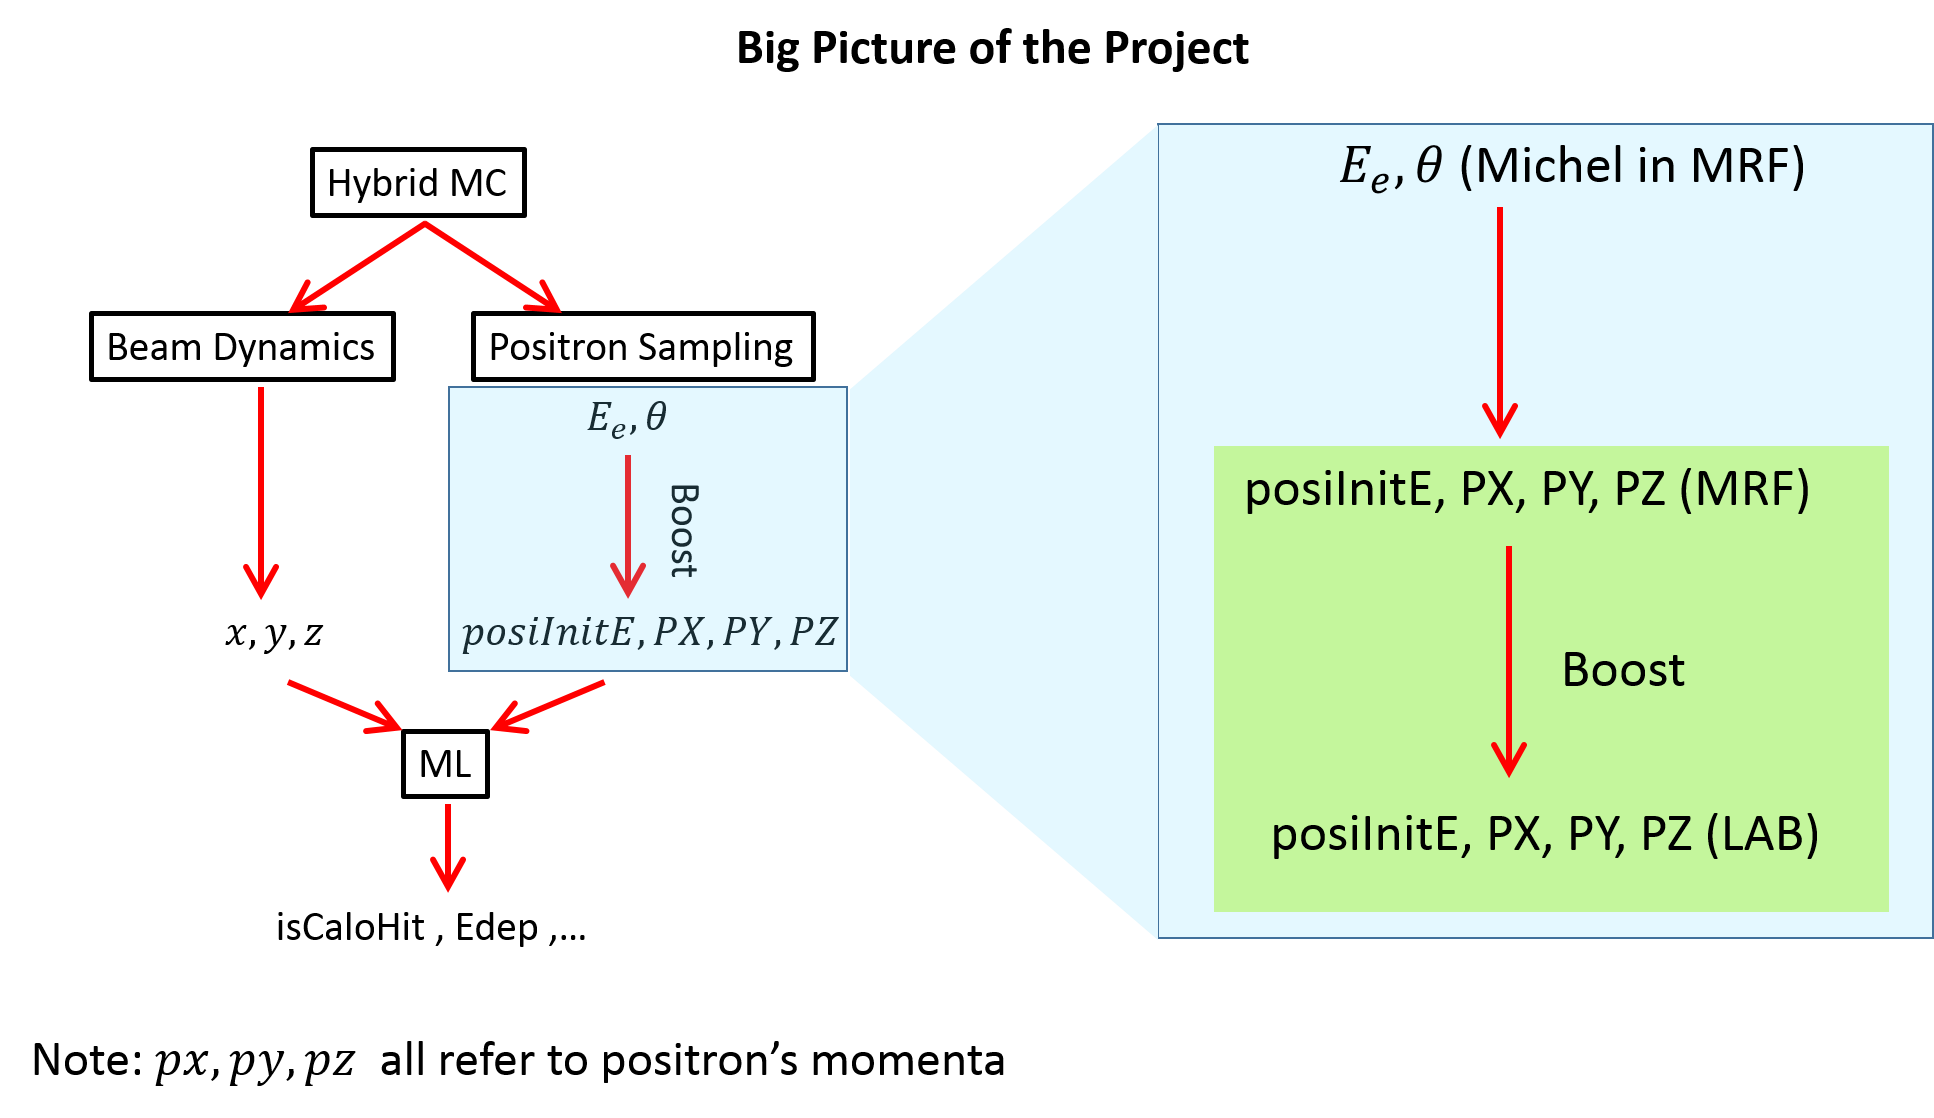 Big Picture of the Project
Hybrid MC
Beam Dynamics
Positron Sampling
E_e, θ
Boost
x, y, z
posiInitE, PX, PY, PZ
ML
isCaloHit , Edep ,...
E_e, θ (Michel in MRF)
posiInitE, PX, PY, PZ (MRF)
Boost
posiInitE, PX, PY, PZ (LAB)
Note: px, py, pz all refer to positron’s momenta